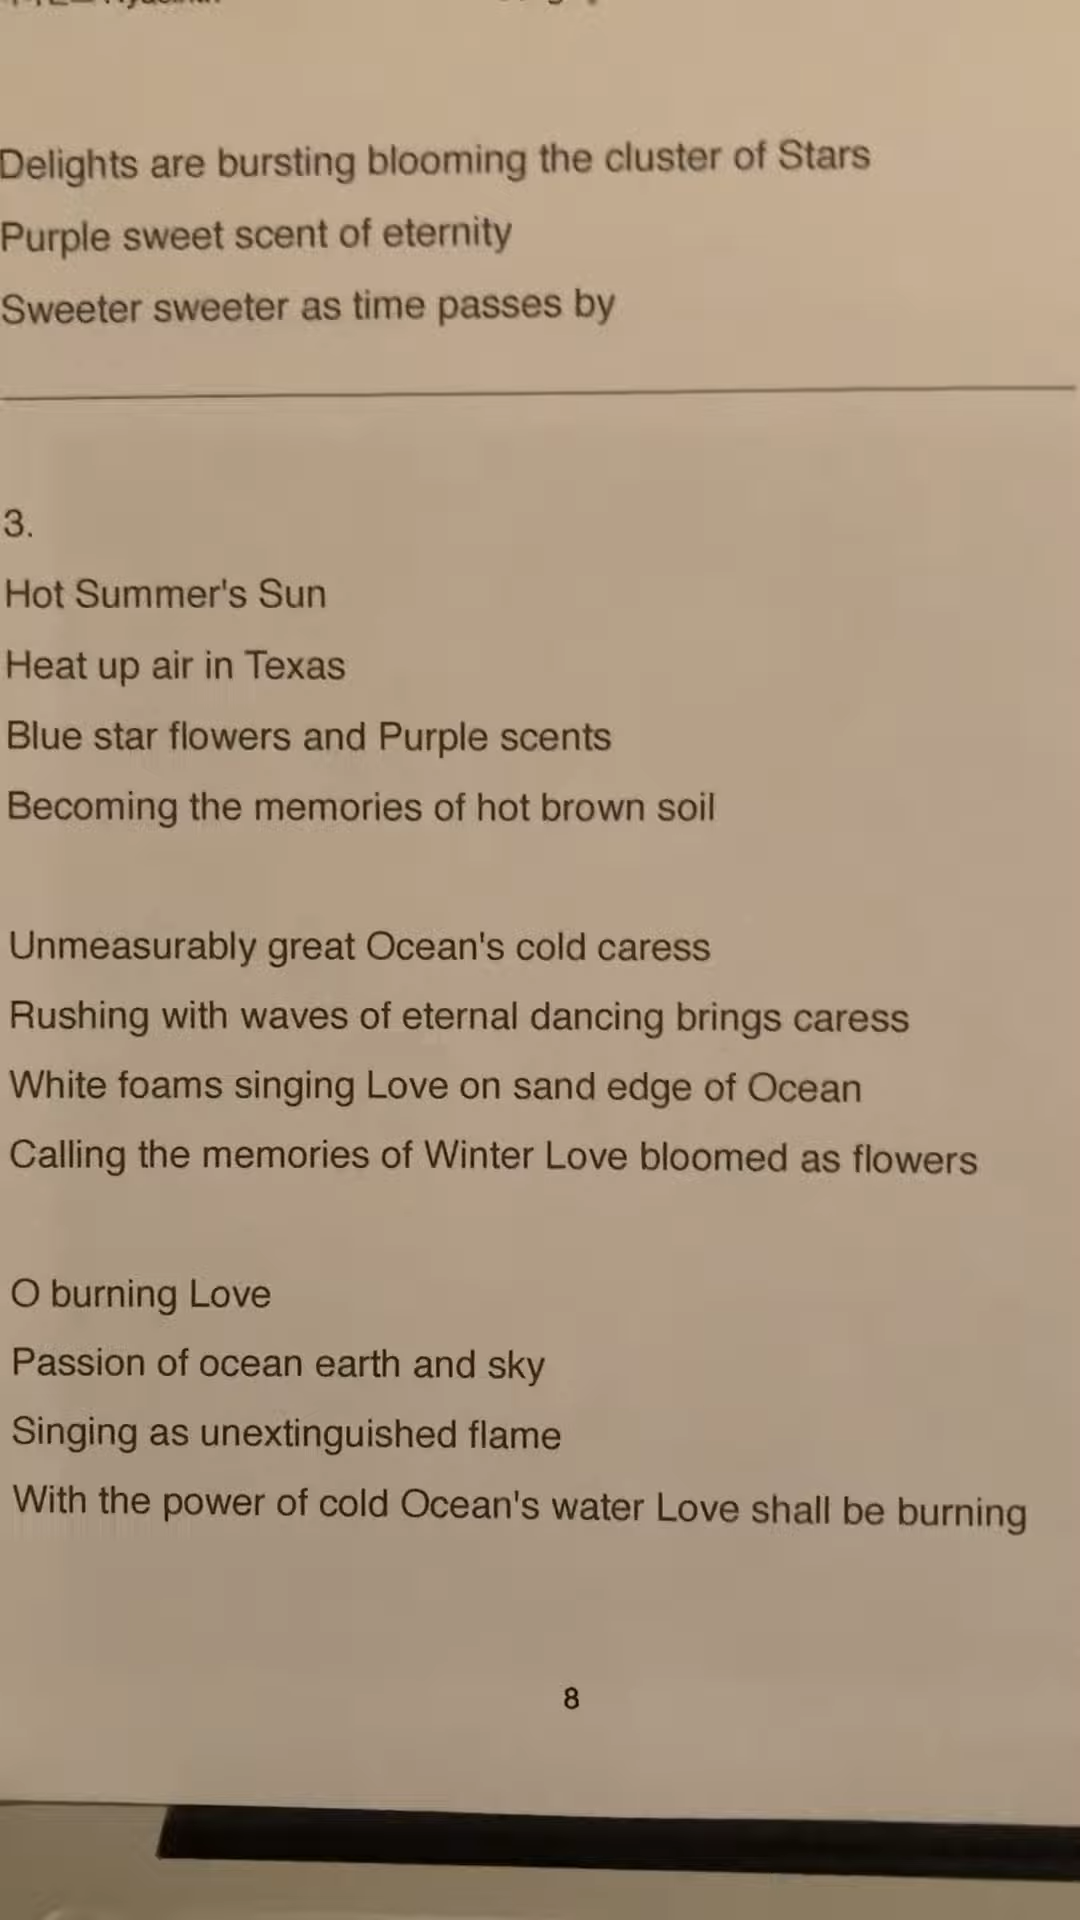 Delights are bursting blooming the cluster of Stars
Purple sweet scent of eternity
Sweeter sweeter as time passes by
3.
Hot Summer's Sun
Heat up air in Texas
Blue star flowers and Purple scents
Becoming the memories of hot brown soil
Unmeasurably great Ocean's cold caress
Rushing with waves of eternal dancing brings caress
White foams singing Love on sand edge of Ocean
Calling the memories of Winter Love bloomed as flowers
O burning Love
Passion of ocean earth and sky
Singing as unextinguished flame
With the power of cold Ocean's water Love shall be burning
8